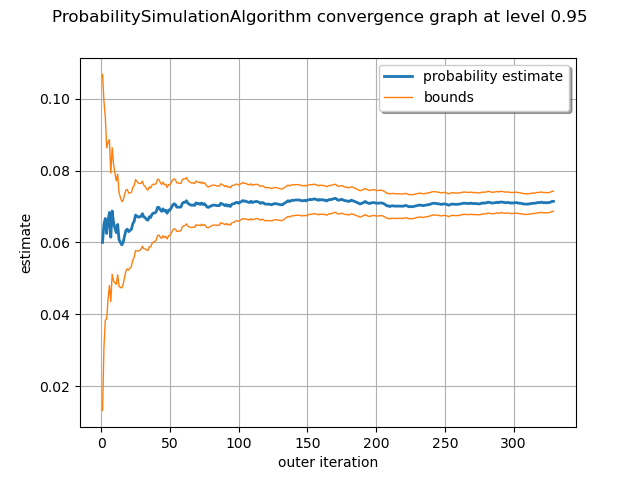 ProbabilitySimulationAlgorithm convergence graph at level 0.95
probability estimate
bounds
0.10
0.08
0.06
0.04
0.02
estimate
0 50 100 150 200 250 300
outer iteration